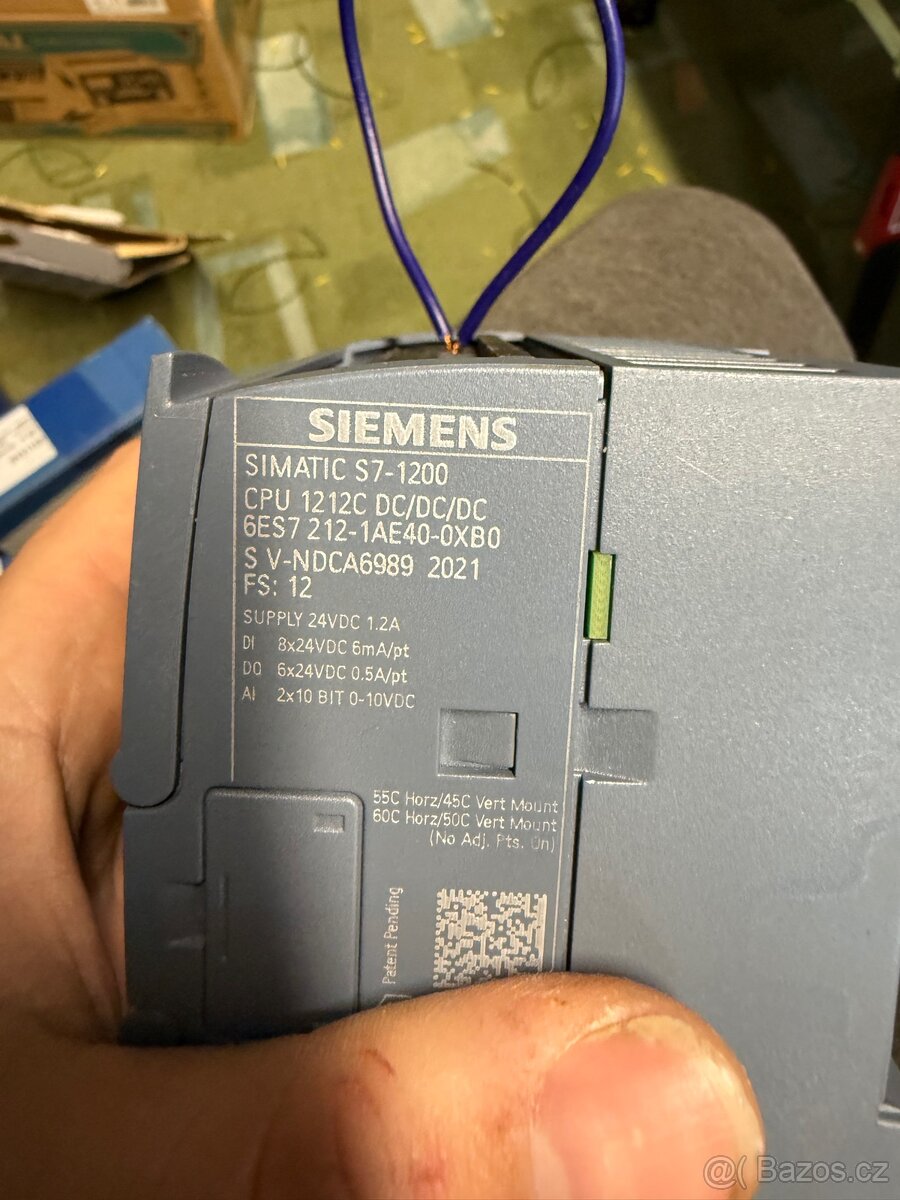 SIEMENS
SIMATIC S7-1200
CPU 1212C DC/DC/DC
6ES7 212-1AE40-0XB0
S V-NDCA6989 2021
FS: 12
SUPPLY 24VDC 1.2A
DI 8x24VDC 6mA/pt
DQ 6x24VDC 0.5A/pt
AI 2x10 BIT 0-10VDC
55C Horz/45C Vert Mount
60C Horz/50C Vert Mount
(No Adj. Pts. On)
Patent Pending
@( Bazos.cz